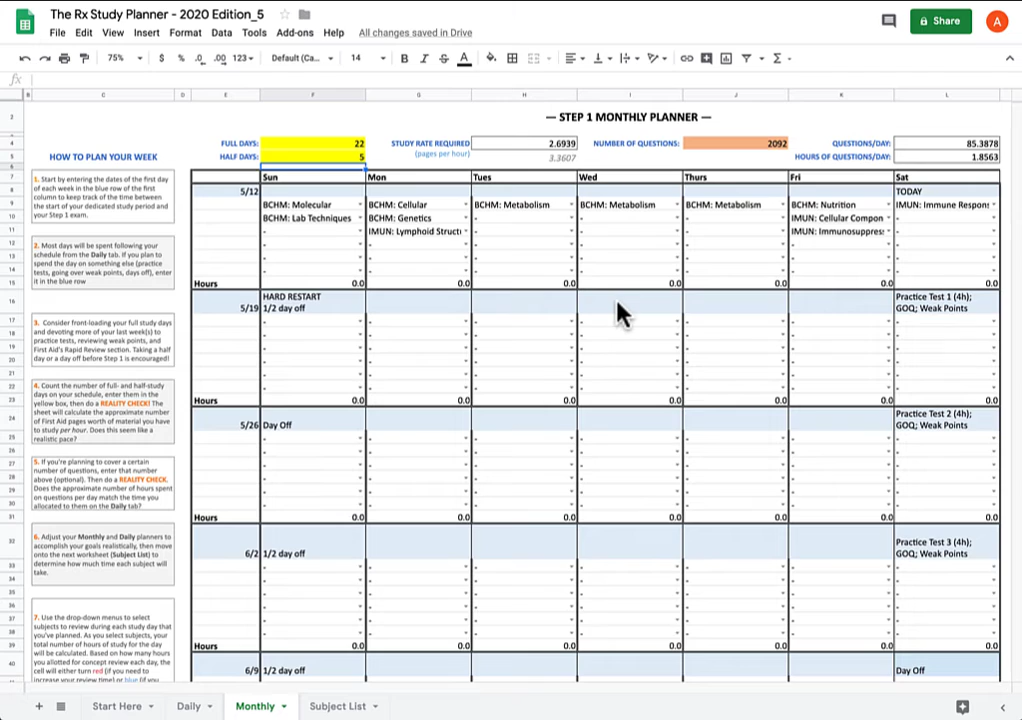 The Rx Study Planner - 2020 Edition_5
File Edit View Insert Format Data Tools Add-ons Help All changes saved in Drive
Share
A
75% $ % .0 .00 123 Default (Ca... 14 B I S A
fx
B C D E F G H I J K L
— STEP 1 MONTHLY PLANNER —
FULL DAYS: 22 STUDY RATE REQUIRED 2.6939 NUMBER OF QUESTIONS: 2092 QUESTIONS/DAY: 85.3878
HOW TO PLAN YOUR WEEK HALF DAYS: 5 (pages per hour) 3.3607 HOURS OF QUESTIONS/DAY: 1.8563
1. Start by entering the dates of the first day
of each week in the blue row of the first
column to keep track of the time between
the start of your dedicated study period and
your Step 1 exam.
2. Most days will be spent following your
schedule from the Daily tab. If you plan to
spend the day on something else (practice
tests, going over weak points, days off), enter
it in the blue row
3. Consider front-loading your full study days
and devoting more of your last week(s) to
practice tests, reviewing weak points, and
First Aid's Rapid Review section. Taking a half
day or a day off before Step 1 is encouraged!
4. Count the number of full- and half-study
days on your schedule, enter them in the
yellow box, then do a REALITY CHECK! The
sheet will calculate the approximate number
of First Aid pages worth of material you have
to study per hour. Does this seem like a
realistic pace?
5. If you're planning to cover a certain
number of questions, enter that number
above (optional). Then do a REALITY CHECK.
Does the approximate number of hours spent
on questions per day match the time you
allocated to them on the Daily tab?
6. Adjust your Monthly and Daily planners to
accomplish your goals realistically, then move
onto the next worksheet (Subject List) to
determine how much time each subject will
take.
7. Use the drop-down menus to select
subjects to review during each study day that
you've planned. As you select subjects, your
total number of hours of study for the day
will be calculated. Based on how many hours
you allotted for concept review each day, the
cell will either turn red (if you need to
increase your review time) or blue (if you
Sun Mon Tues Wed Thurs Fri Sat
5/12 TODAY
BCHM: Molecular BCHM: Cellular BCHM: Metabolism BCHM: Metabolism BCHM: Metabolism BCHM: Nutrition IMUN: Immune Respon
BCHM: Lab Techniques BCHM: Genetics IMUN: Cellular Compon
IMUN: Lymphoid Structu IMUN: Immunosuppres
Hours 0.0 0.0 0.0 0.0 0.0 0.0 0.0
HARD RESTART Practice Test 1 (4h);
5/19 1/2 day off GOQ; Weak Points
Hours 0.0 0.0 0.0 0.0 0.0 0.0 0.0
Practice Test 2 (4h);
5/26 Day Off GOQ; Weak Points
Hours 0.0 0.0 0.0 0.0 0.0 0.0 0.0
Practice Test 3 (4h);
6/2 1/2 day off GOQ; Weak Points
Hours 0.0 0.0 0.0 0.0 0.0 0.0 0.0
6/9 1/2 day off Day Off
Start Here Daily Monthly Subject List